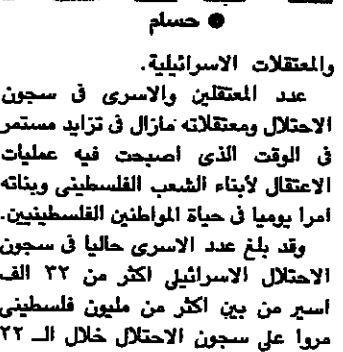 ● حسام
والمعتقلات الاسرائيلية.
عدد المعتقلين والاسرى فى سجون
الاحتلال ومعتقلاته مازال فى تزايد مستمر
فى الوقت الذى اصبحت فيه عمليات
الاعتقال لأبناء الشعب الفلسطينى وبناته
امرا يوميا فى حياة المواطنين الفلسطينيين.
وقد بلغ عدد الاسرى حاليا فى سجون
الاحتلال الاسرائيلى اكثر من ٣٢ الف
اسير من بين اكثر من مليون فلسطينى
مروا على سجون الاحتلال خلال الـ ٢٢